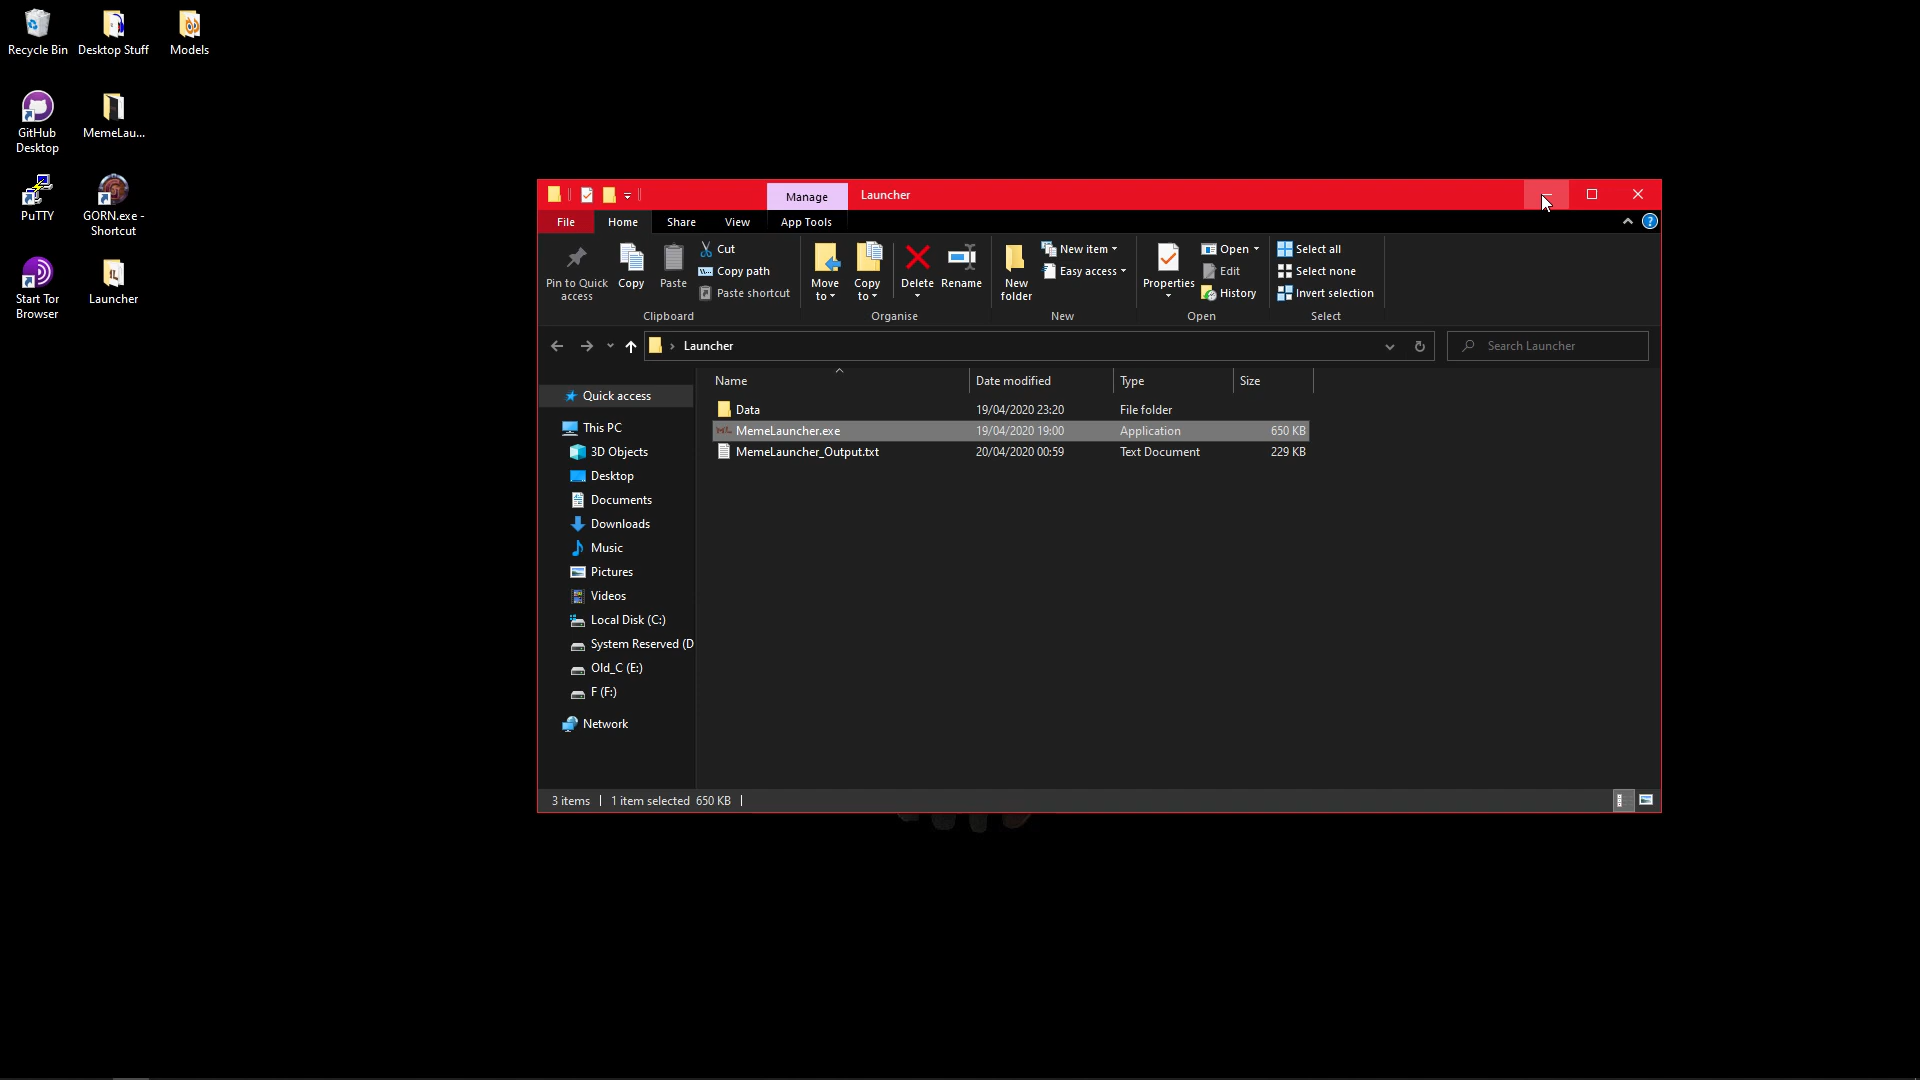 Recycle Bin
Desktop Stuff
Models
GitHub
Desktop
MemeLau...
PuTTY
GORN.exe -
Shortcut
Start Tor
Browser
Launcher
Manage
Launcher
File
Home
Share
View
App Tools
Pin to Quick
access
Copy
Paste
Cut
Copy path
Paste shortcut
Clipboard
Move
to
Copy
to
Delete
Rename
Organise
New
folder
New item
Easy access
New
Properties
Open
Edit
History
Open
Select all
Select none
Invert selection
Select
Launcher
Search Launcher
Name
Date modified
Type
Size
Data
19/04/2020 23:20
File folder
MemeLauncher.exe
19/04/2020 19:00
Application
650 KB
MemeLauncher_Output.txt
20/04/2020 00:59
Text Document
229 KB
Quick access
This PC
3D Objects
Desktop
Documents
Downloads
Music
Pictures
Videos
Local Disk (C:)
System Reserved (D
Old_C (E:)
F (F:)
Network
3 items
1 item selected 650 KB